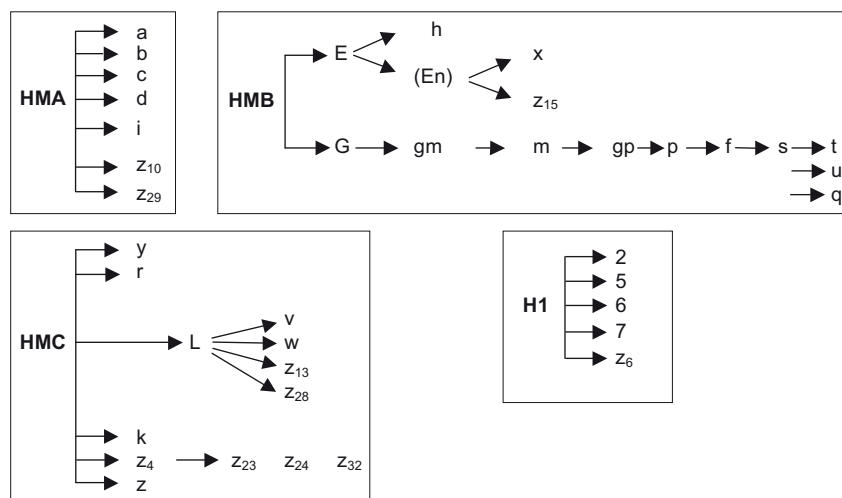 a
b
c
HMA d
i
z₁₀
z₂₉
h
E
(En) x
z₁₅
HMB
G gm m gp p f s t
u
q
y
r
v
HMC L w
z₁₃
z₂₈
k
z₄ z₂₃ z₂₄ z₃₂
z
2
5
H1 6
7
z₆